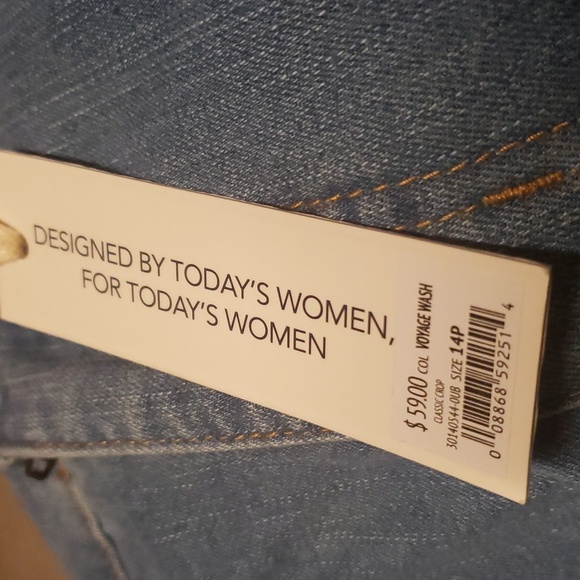 DESIGNED BY TODAY'S WOMEN,
FOR TODAY'S WOMEN
$ 59.00 COL VOYAGE WASH
CLASSIC CROP
30140544-0UB SIZE 14P
0 08868 59251 4